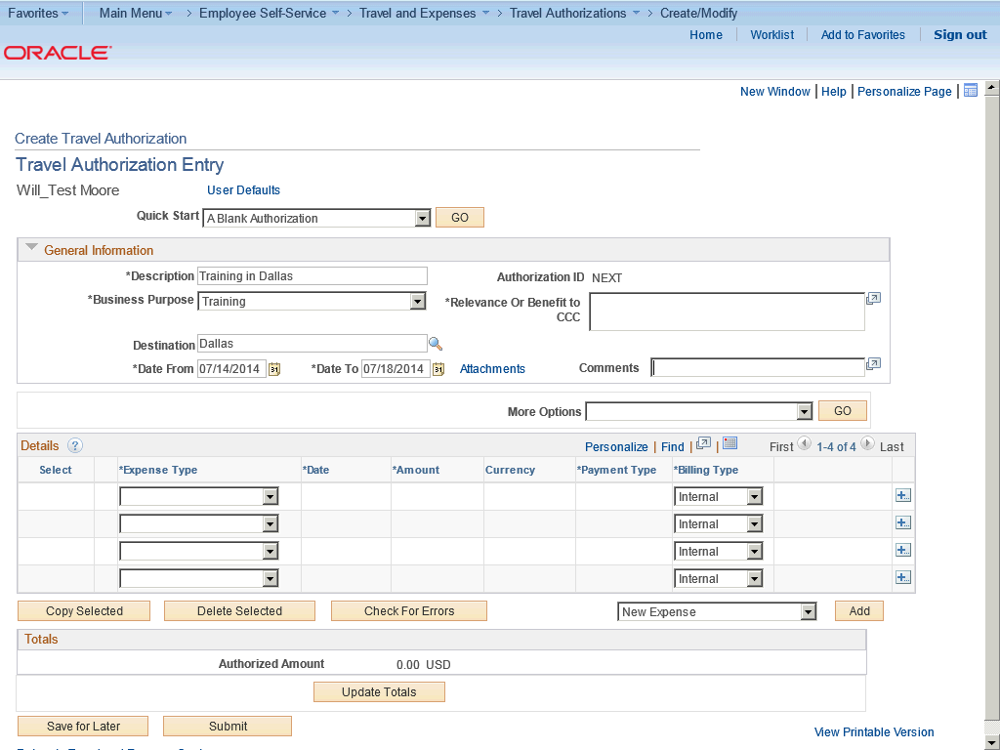 Favorites Main Menu > Employee Self-Service > Travel and Expenses > Travel Authorizations > Create/Modify
Home Worklist Add to Favorites Sign out
ORACLE
New Window | Help | Personalize Page |
Create Travel Authorization
Travel Authorization Entry
Will_Test Moore User Defaults
Quick Start A Blank Authorization GO
General Information
*Description Training in Dallas Authorization ID NEXT
*Business Purpose Training *Relevance Or Benefit to
CCC
Destination Dallas
*Date From 07/14/2014 31 *Date To 07/18/2014 31 Attachments Comments
More Options GO
Details ? Personalize | Find | | First 1-4 of 4 Last
Select *Expense Type *Date *Amount Currency *Payment Type *Billing Type
Internal
Internal
Internal
Internal
Copy Selected Delete Selected Check For Errors New Expense Add
Totals
Authorized Amount 0.00 USD
Update Totals
Save for Later Submit
View Printable Version